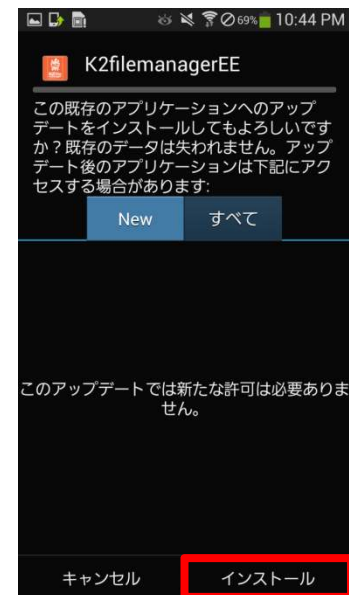 69% 10:44 PM
K2filemanagerEE
この既存のアプリケーションへのアップ
デートをインストールしてもよろしいです
か？既存のデータは失われません。アップ
デート後のアプリケーションは下記にアク
セスする場合があります:
New すべて
このアップデートでは新たな許可は必要ありま
せん。
キャンセル インストール